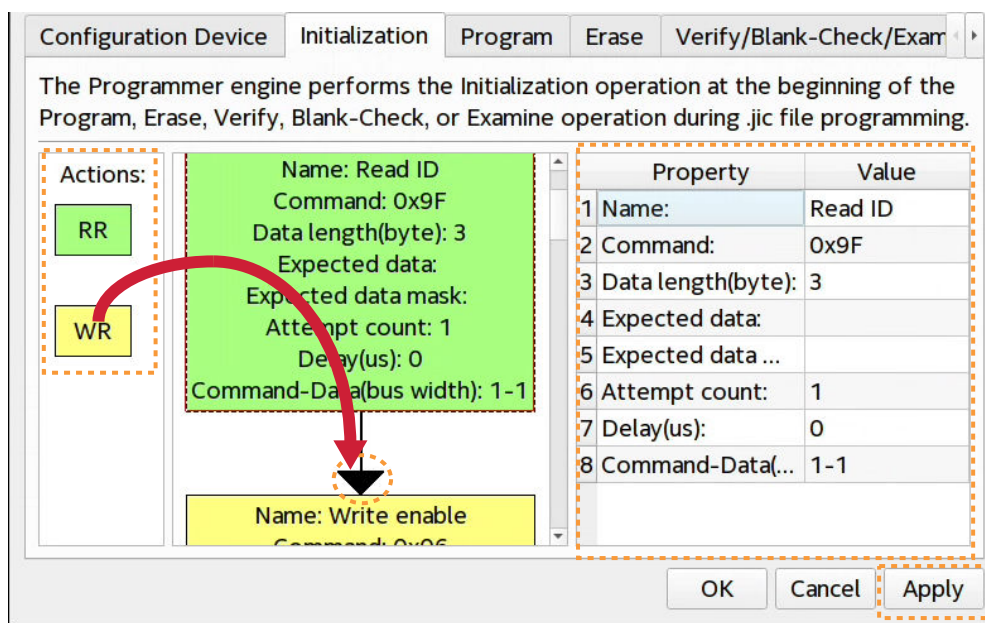 Configuration Device
Initialization
Program
Erase
Verify/Blank-Check/Exam
The Programmer engine performs the Initialization operation at the beginning of the
Program, Erase, Verify, Blank-Check, or Examine operation during .jic file programming.
Actions:
RR
WR
Name: Read ID
Command: 0x9F
Data length(byte): 3
Expected data:
Expected data mask:
Attempt count: 1
Delay(us): 0
Command-Data(bus width): 1-1
Name: Write enable
Command: 0x06
Property Value
1 Name: Read ID
2 Command: 0x9F
3 Data length(byte): 3
4 Expected data:
5 Expected data ...
6 Attempt count: 1
7 Delay(us): 0
8 Command-Data(... 1-1
OK
Cancel
Apply